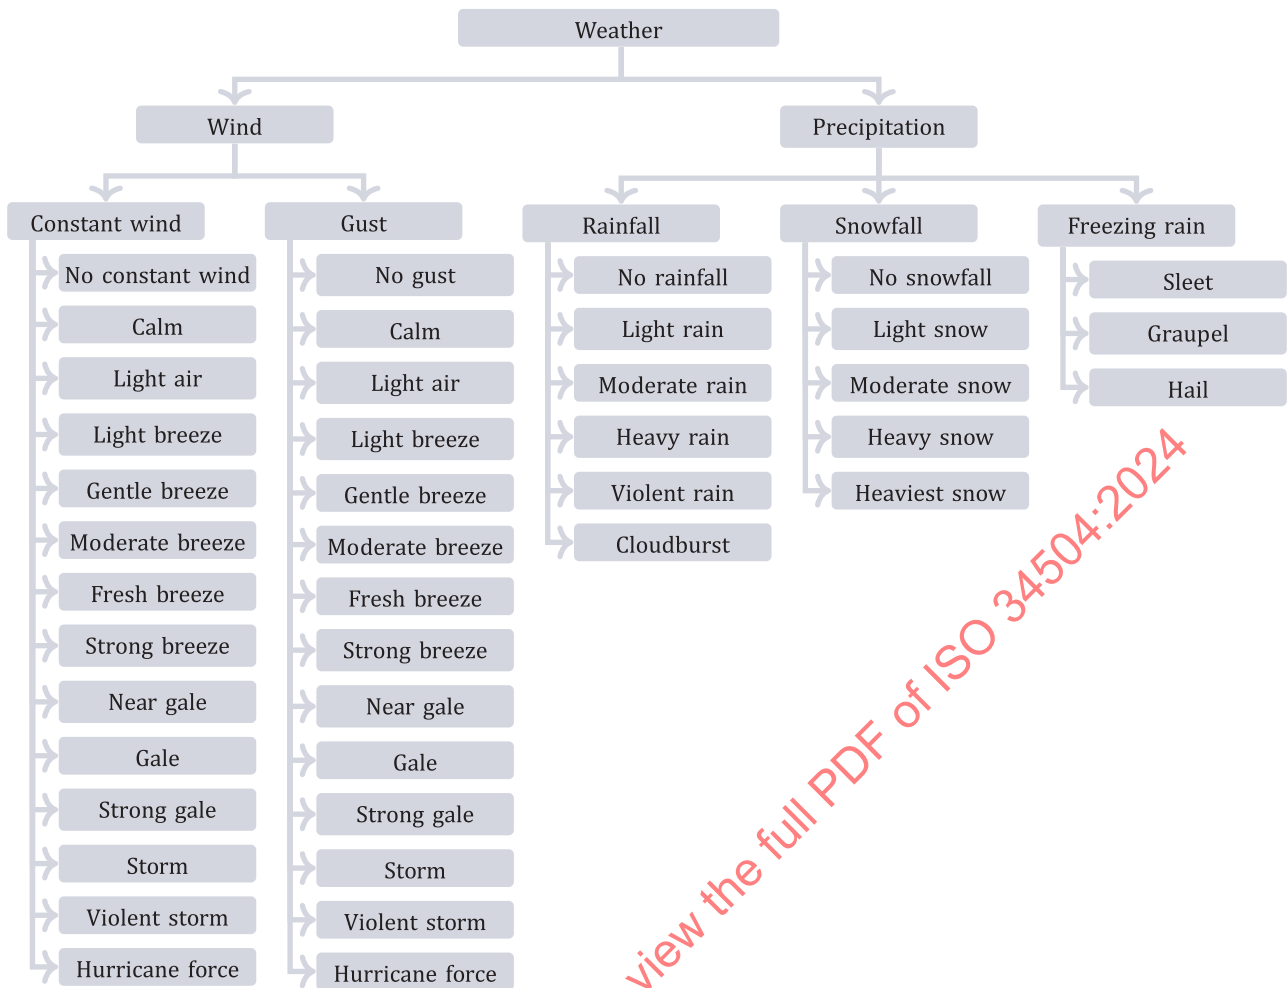 Weather
Wind
Precipitation
Constant wind
No constant wind
Calm
Light air
Light breeze
Gentle breeze
Moderate breeze
Fresh breeze
Strong breeze
Near gale
Gale
Strong gale
Storm
Violent storm
Hurricane force
Gust
No gust
Calm
Light air
Light breeze
Gentle breeze
Moderate breeze
Fresh breeze
Strong breeze
Near gale
Gale
Strong gale
Storm
Violent storm
Hurricane force
Rainfall
No rainfall
Light rain
Moderate rain
Heavy rain
Violent rain
Cloudburst
Snowfall
No snowfall
Light snow
Moderate snow
Heavy snow
Heaviest snow
Freezing rain
Sleet
Graupel
Hail
view the full PDF of ISO 34504:2024